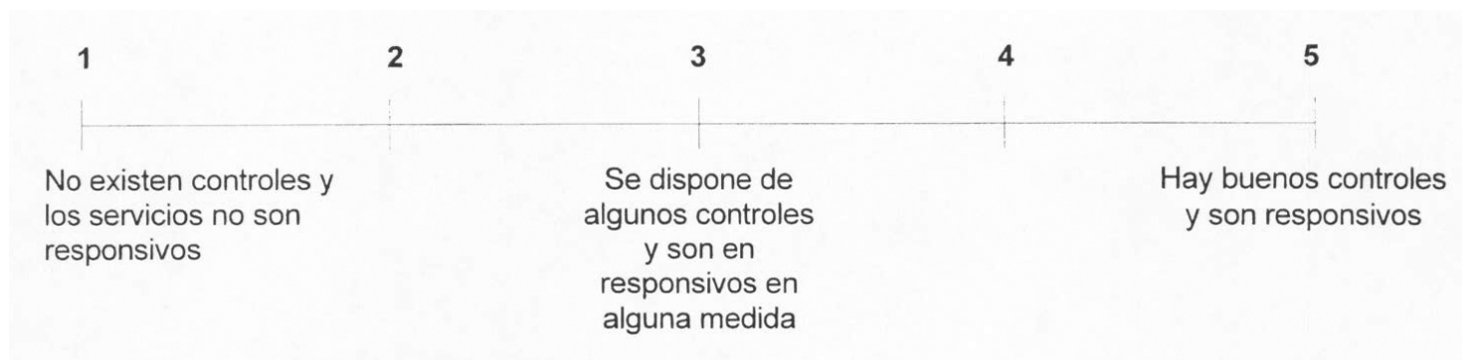 1 2 3 4 5
No existen controles y
los servicios no son
responsivos
Se dispone de
algunos controles
y son en
responsivos en
alguna medida
Hay buenos controles
y son responsivos